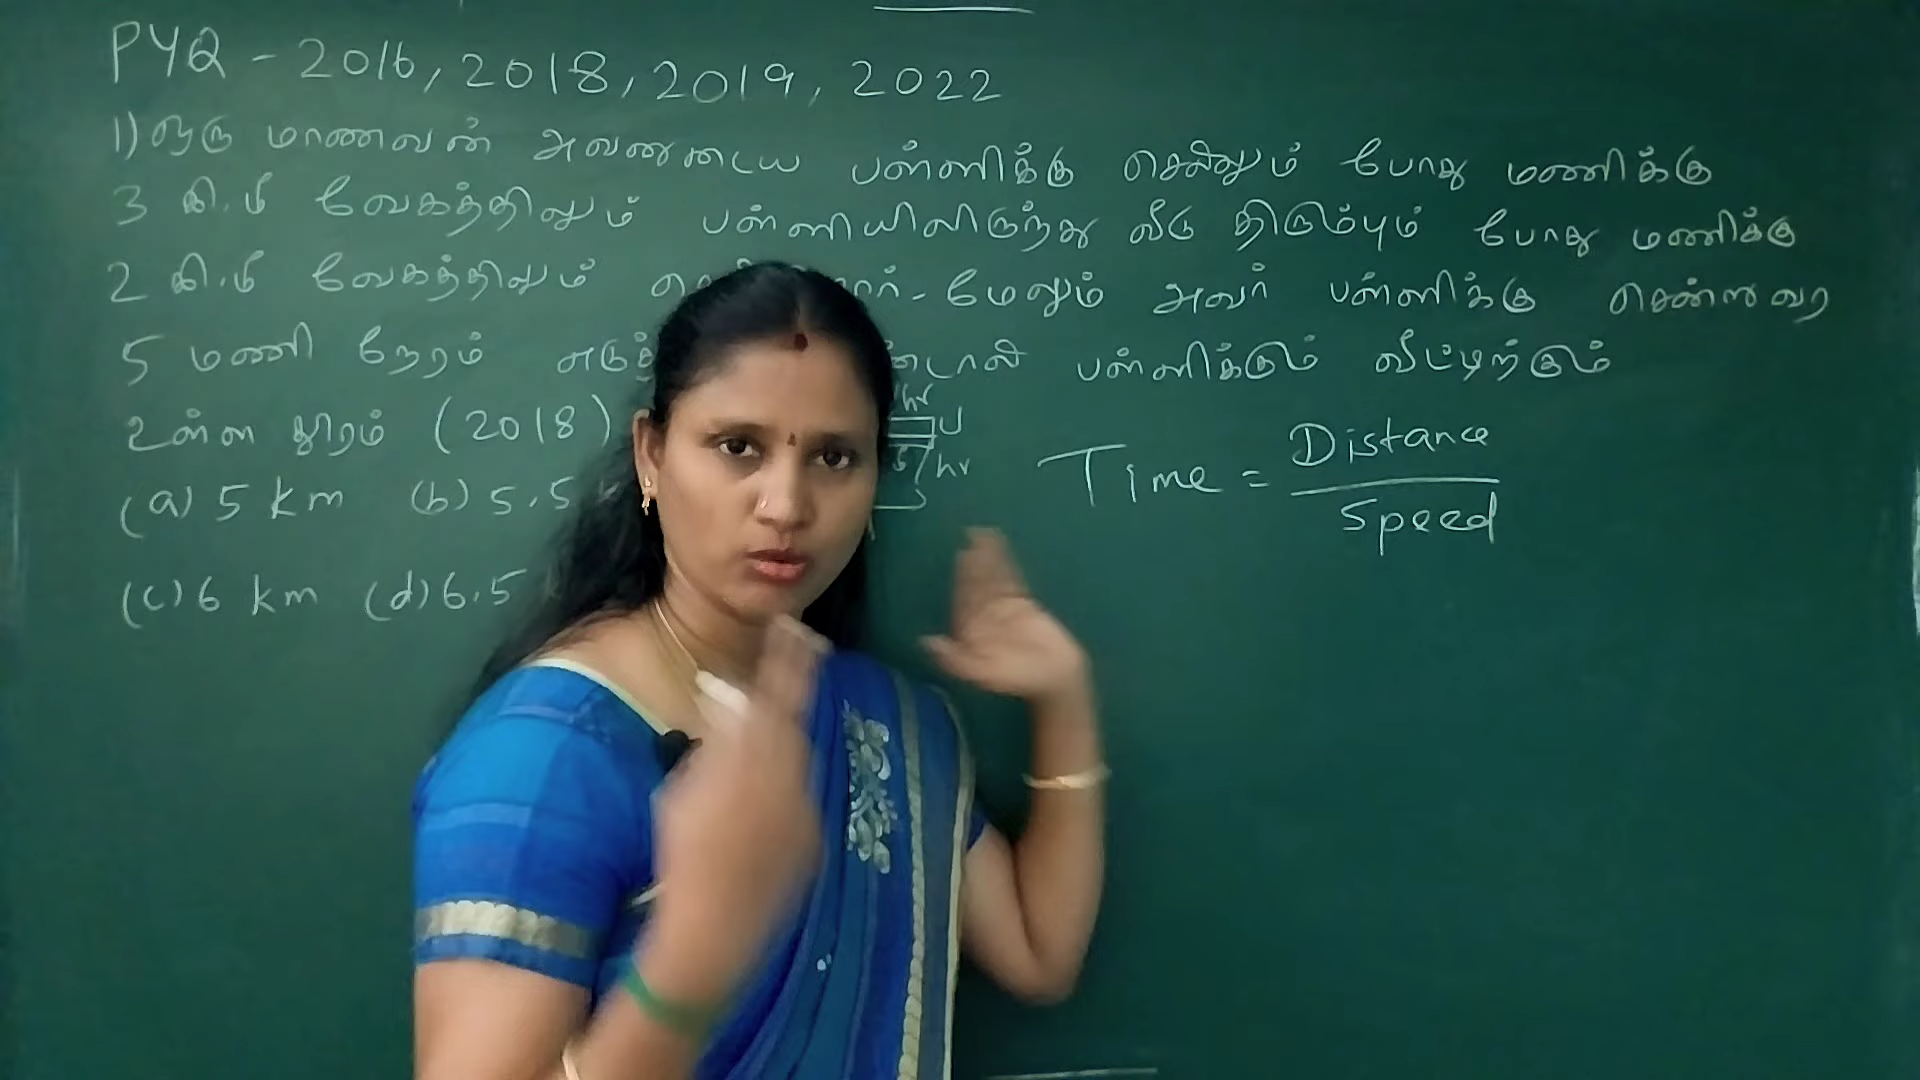 PYQ - 2016, 2018, 2019, 2022
1) ஒரு மாணவன் அவனுடைய பள்ளிக்கு செல்லும் போது மணிக்கு
3 கி.மீ வேகத்திலும் பள்ளியிலிருந்து வீடு திரும்பும் போது மணிக்கு
2 கி.மீ வேகத்திலும் மேலும் அவர் பள்ளிக்கு சென்று வர
5 மணி நேரம் பள்ளிக்கும் வீட்டிற்கும்
உள்ள தூரம் (2018)
hr
hr
Time = Distance
Speed
(a) 5 km (b) 5.5
(c) 6 km (d) 6.5